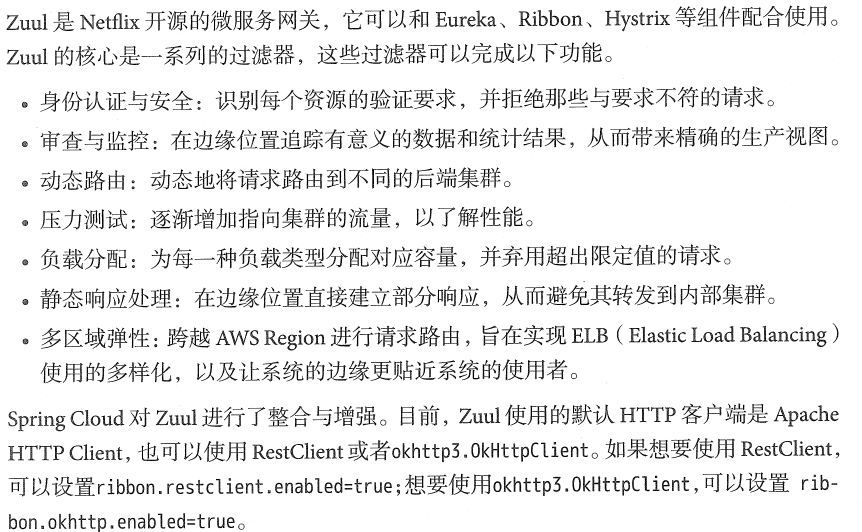 Zuul 是 Netflix 开源的微服务网关，它可以和 Eureka、Ribbon、Hystrix 等组件配合使用。
Zuul 的核心是一系列的过滤器，这些过滤器可以完成以下功能。
• 身份认证与安全：识别每个资源的验证要求，并拒绝那些与要求不符的请求。
• 审查与监控：在边缘位置追踪有意义的数据和统计结果，从而带来精确的生产视图。
• 动态路由：动态地将请求路由到不同的后端集群。
• 压力测试：逐渐增加指向集群的流量，以了解性能。
• 负载分配：为每一种负载类型分配对应容量，并弃用超出限定值的请求。
• 静态响应处理：在边缘位置直接建立部分响应，从而避免其转发到内部集群。
• 多区域弹性：跨越 AWS Region 进行请求路由，旨在实现 ELB（Elastic Load Balancing）
使用的多样化，以及让系统的边缘更贴近系统的使用者。
Spring Cloud 对 Zuul 进行了整合与增强。目前，Zuul 使用的默认 HTTP 客户端是 Apache
HTTP Client，也可以使用 RestClient 或者okhttp3.OkHttpClient。如果想要使用 RestClient，
可以设置ribbon.restclient.enabled=true;想要使用okhttp3.OkHttpClient,可以设置 rib-
bon.okhttp.enabled=true。